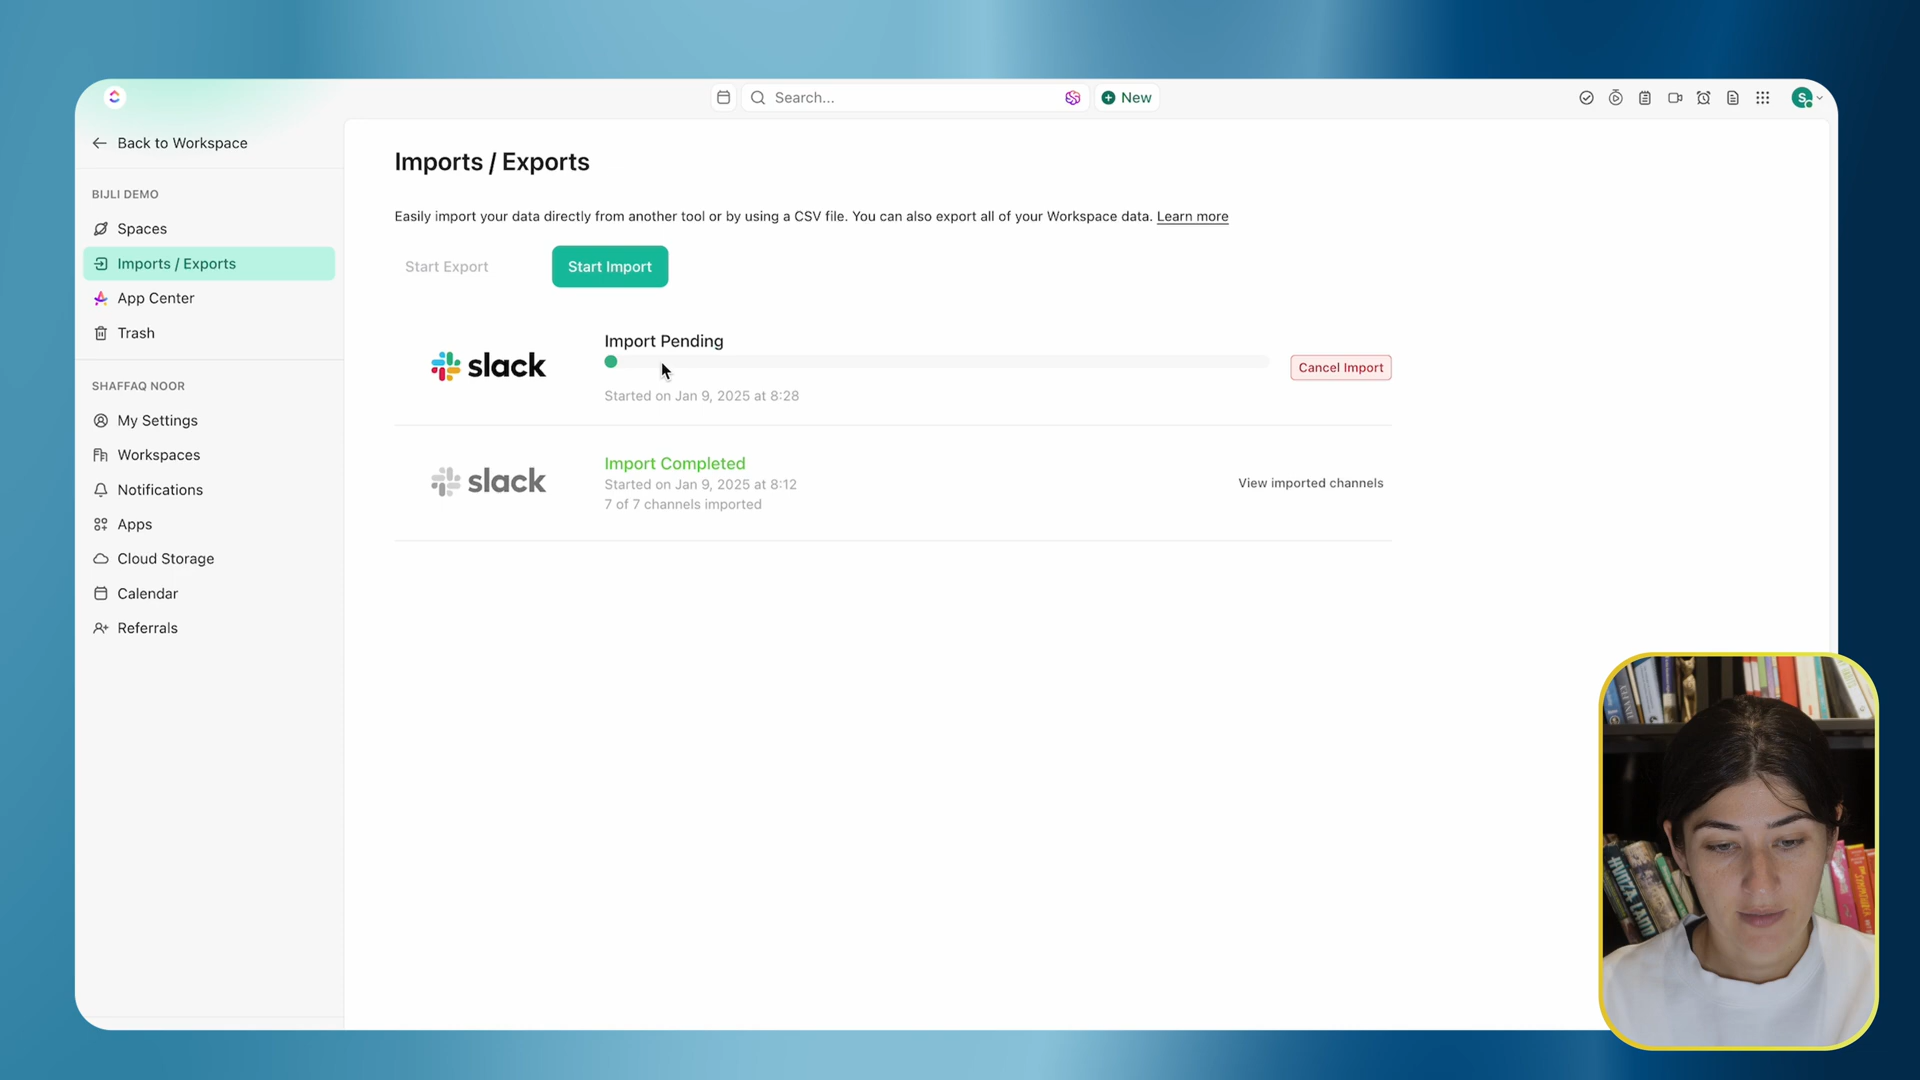 Search...
New
S
Back to Workspace
BIJLI DEMO
Spaces
Imports / Exports
App Center
Trash
SHAFFAQ NOOR
My Settings
Workspaces
Notifications
Apps
Cloud Storage
Calendar
Referrals
Imports / Exports
Easily import your data directly from another tool or by using a CSV file. You can also export all of your Workspace data. Learn more
Start Export
Start Import
slack
Import Pending
Started on Jan 9, 2025 at 8:28
Cancel Import
slack
Import Completed
Started on Jan 9, 2025 at 8:12
7 of 7 channels imported
View imported channels